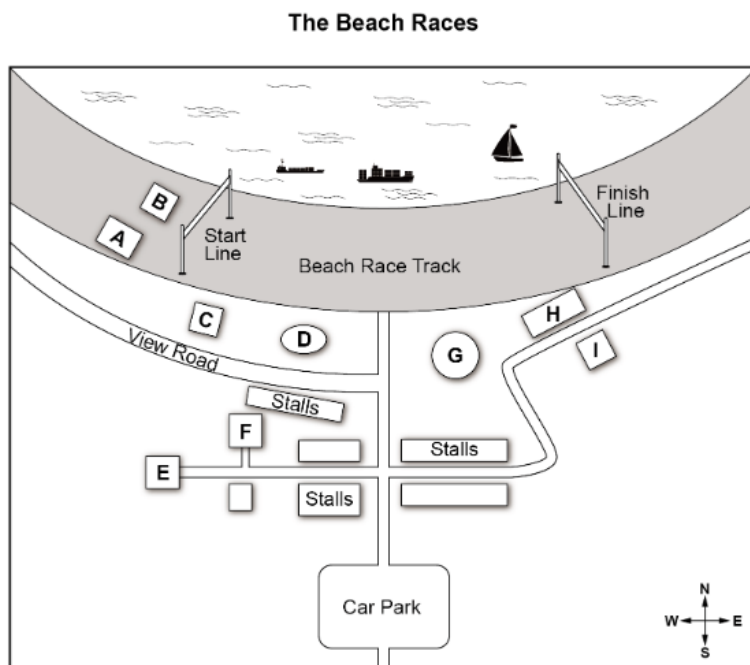 The Beach Races
B
A
Start
Line
Finish
Line
Beach Race Track
C
D
View Road
G
H
I
Stalls
F
E
Stalls
Stalls
Car Park
N
W
E
S